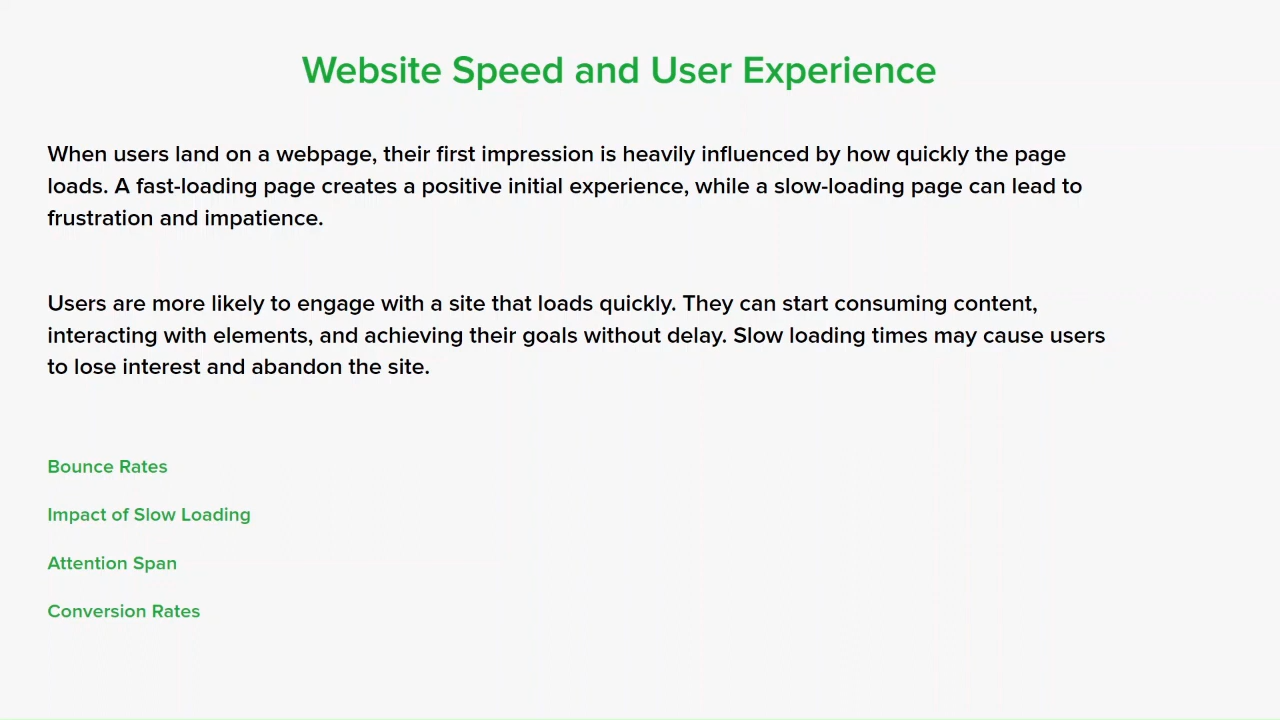 Website Speed and User Experience
When users land on a webpage, their first impression is heavily influenced by how quickly the page
loads. A fast-loading page creates a positive initial experience, while a slow-loading page can lead to
frustration and impatience.
Users are more likely to engage with a site that loads quickly. They can start consuming content,
interacting with elements, and achieving their goals without delay. Slow loading times may cause users
to lose interest and abandon the site.
Bounce Rates
Impact of Slow Loading
Attention Span
Conversion Rates